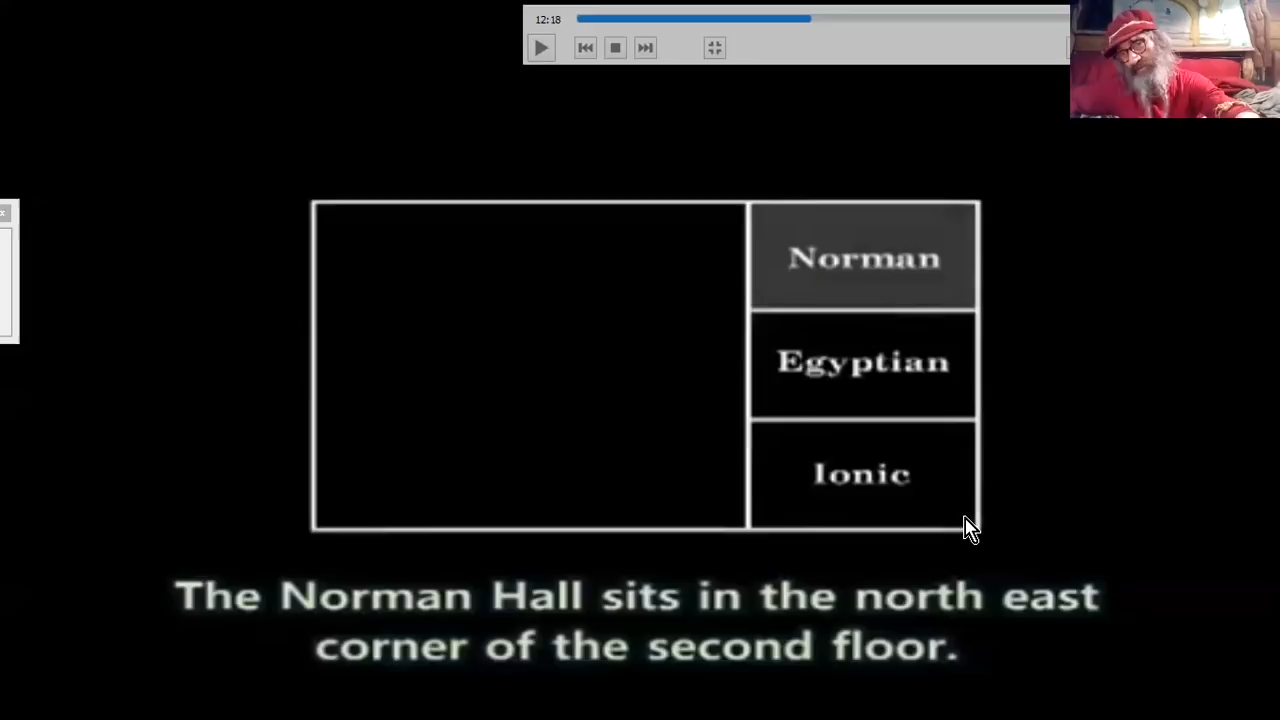 12:18
x
Norman
Egyptian
Ionic
The Norman Hall sits in the north east
corner of the second floor.